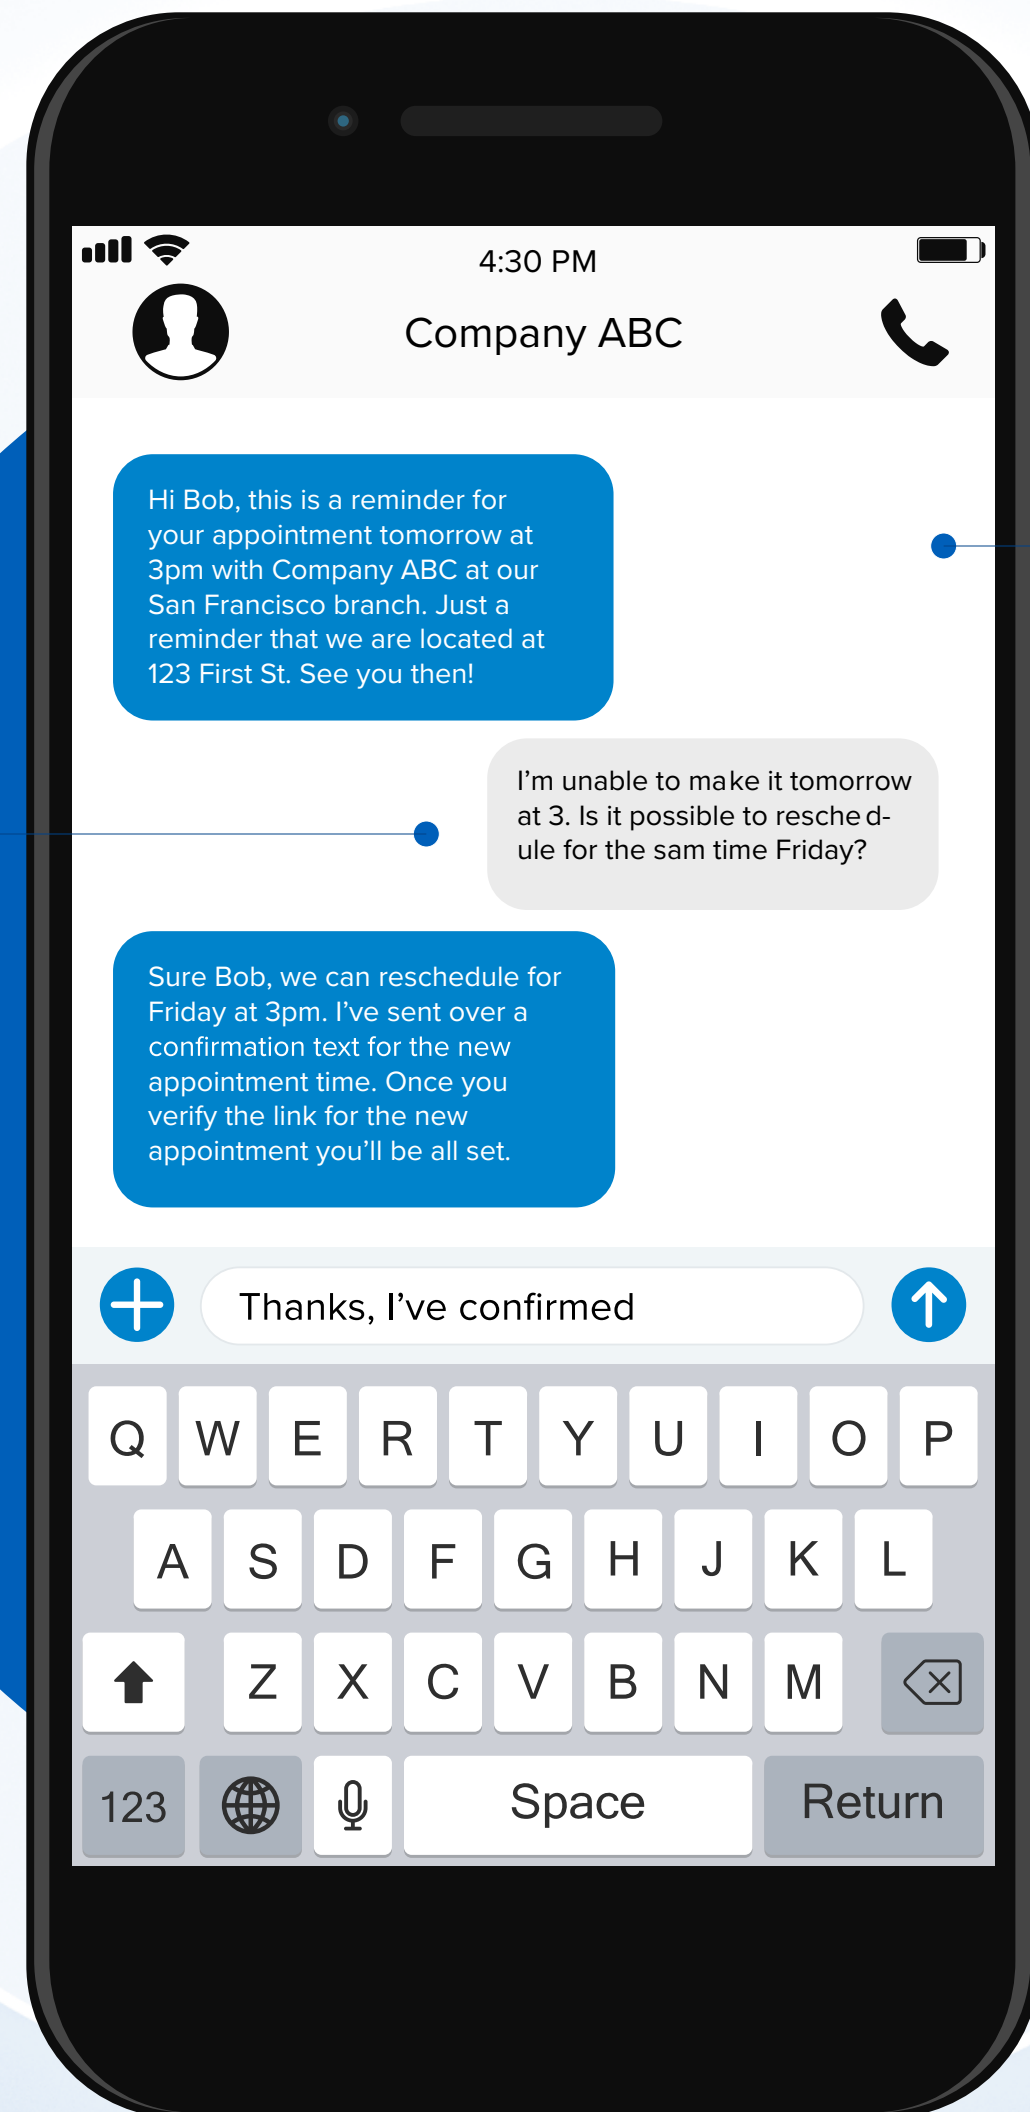 4:30 PM
Company ABC
Hi Bob, this is a reminder for
your appointment tomorrow at
3pm with Company ABC at our
San Francisco branch. Just a
reminder that we are located at
123 First St. See you then!
I'm unable to make it tomorrow
at 3. Is it possible to resched-
ule for the sam time Friday?
Sure Bob, we can reschedule for
Friday at 3pm. I've sent over a
confirmation text for the new
appointment time. Once you
verify the link for the new
appointment you'll be all set.
Thanks, I've confirmed
Q W E R T Y U I O P
A S D F G H J K L
Z X C V B N M
123 Space Return